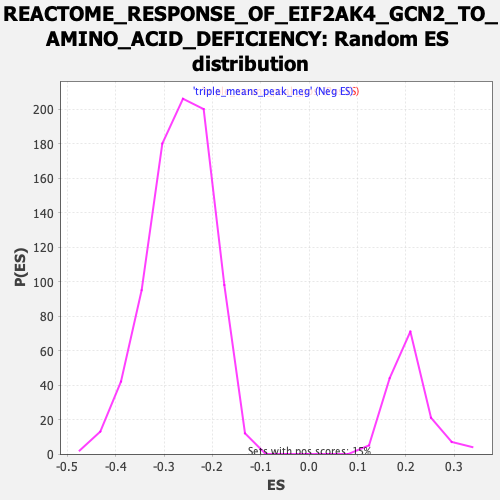 REACTOME_RESPONSE_OF_EIF2AK4_GCN2_TO_
AMINO_ACID_DEFICIENCY: Random ES
distribution
'triple_means_peak_neg' (Neg ES)
200
180
160
140
120
100
80
60
40
20
0
P(ES)
Sets with pos scores: 15%
-0.5 -0.4 -0.3 -0.2 -0.1 0.0 0.1 0.2 0.3
ES